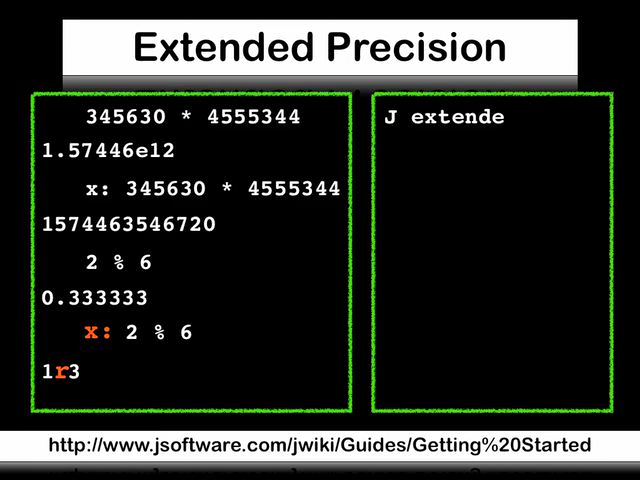 Extended Precision
345630 * 4555344
1.57446e12
x: 345630 * 4555344
1574463546720
2 % 6
0.333333
x: 2 % 6
1r3
J extende
http://www.jsoftware.com/jwiki/Guides/Getting%20Started